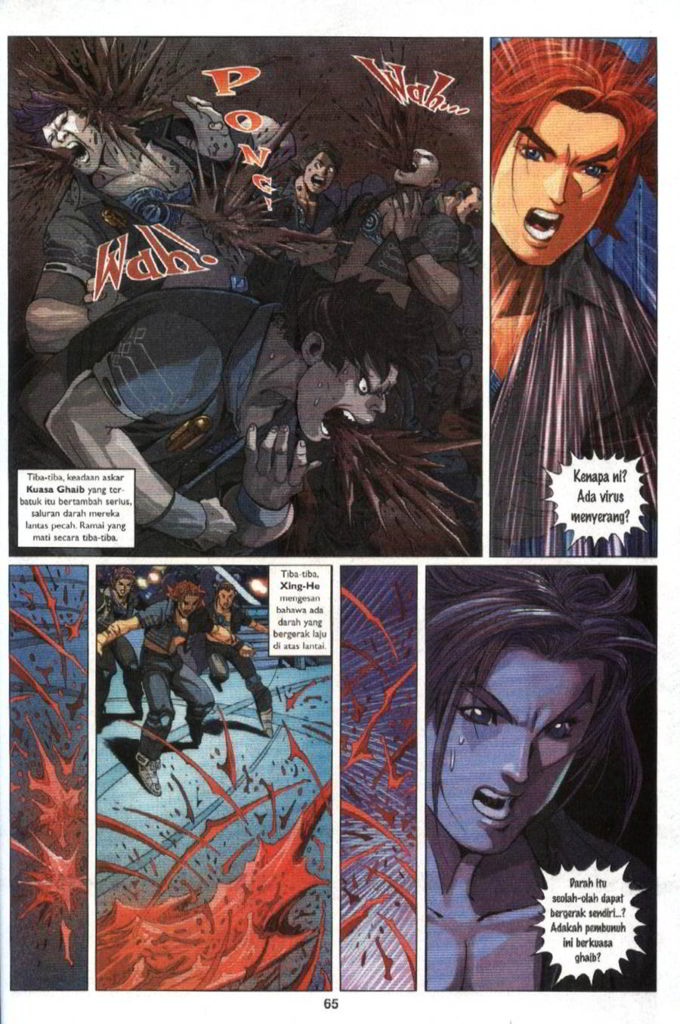 PONG!
Wah...
Wah!
Tiba-tiba, keadaan askar
Kuasa Ghaib yang ter-
batuk itu bertambah serius,
saluran darah mereka
lantas pecah. Ramai yang
mati secara tiba-tiba.
Kenapa ni?
Ada virus
menyerang?
Tiba-tiba,
Xing-He
mengesan
bahawa ada
darah yang
bergerak laju
di atas lantai.
Darah itu
seolah-olah dapat
bergerak sendiri...?
Adakah pembunuh
ini berkuasa
ghaib?
65